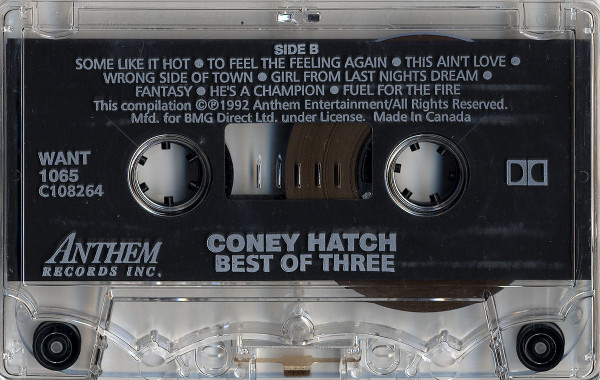 SIDE B
SOME LIKE IT HOT ● TO FEEL THE FEELING AGAIN ● THIS AIN'T LOVE ●
WRONG SIDE OF TOWN ● GIRL FROM LAST NIGHTS DREAM ●
FANTASY ● HE'S A CHAMPION ● FUEL FOR THE FIRE
This compilation ©℗1992 Anthem Entertainment/All Rights Reserved.
Mfd. for BMG Direct Ltd. under License. Made In Canada
WANT
1065
C108264
ANTHEM
RECORDS INC.
CONEY HATCH
BEST OF THREE